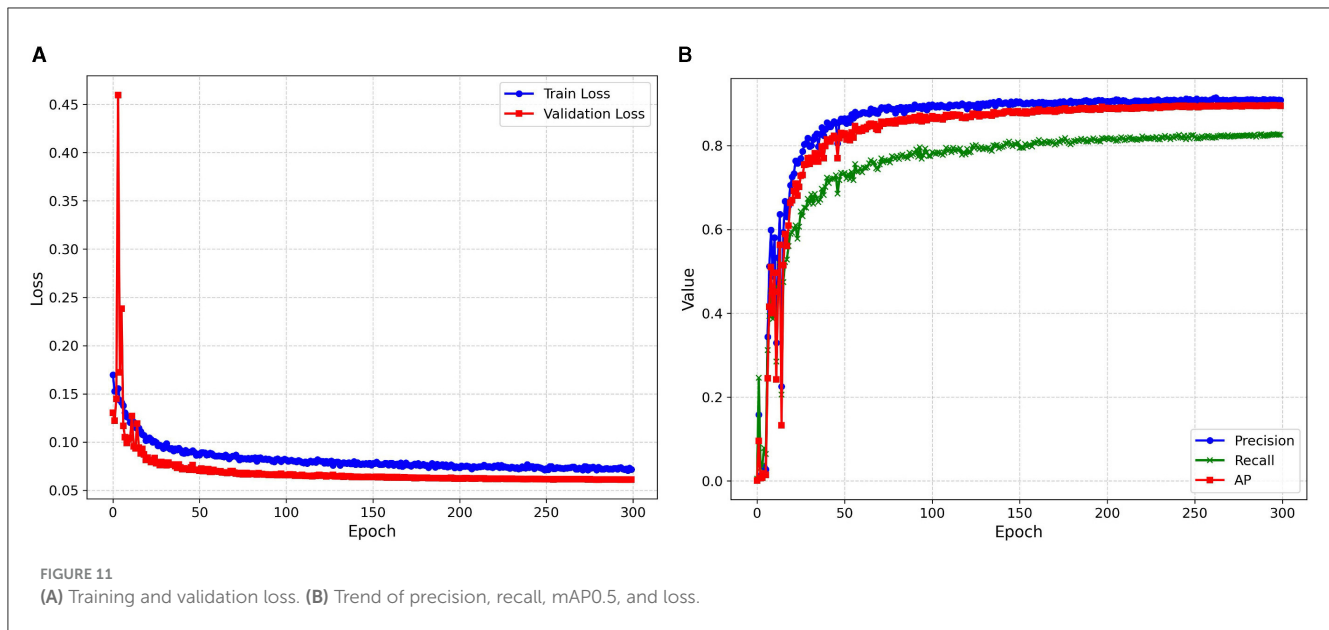 A
B
0.45
0.40
0.35
0.30
0.25
0.20
0.15
0.10
0.05
Loss
Train Loss
Validation Loss
0 50 100 150 200 250 300
Epoch
0.8
0.6
0.4
0.2
0.0
Value
Precision
Recall
AP
0 50 100 150 200 250 300
Epoch
FIGURE 11
(A) Training and validation loss. (B) Trend of precision, recall, mAP0.5, and loss.